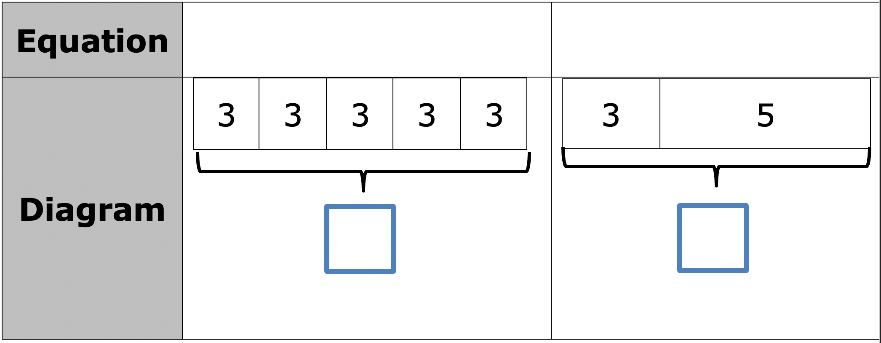 Equation
3 3 3 3 3 3 5
Diagram